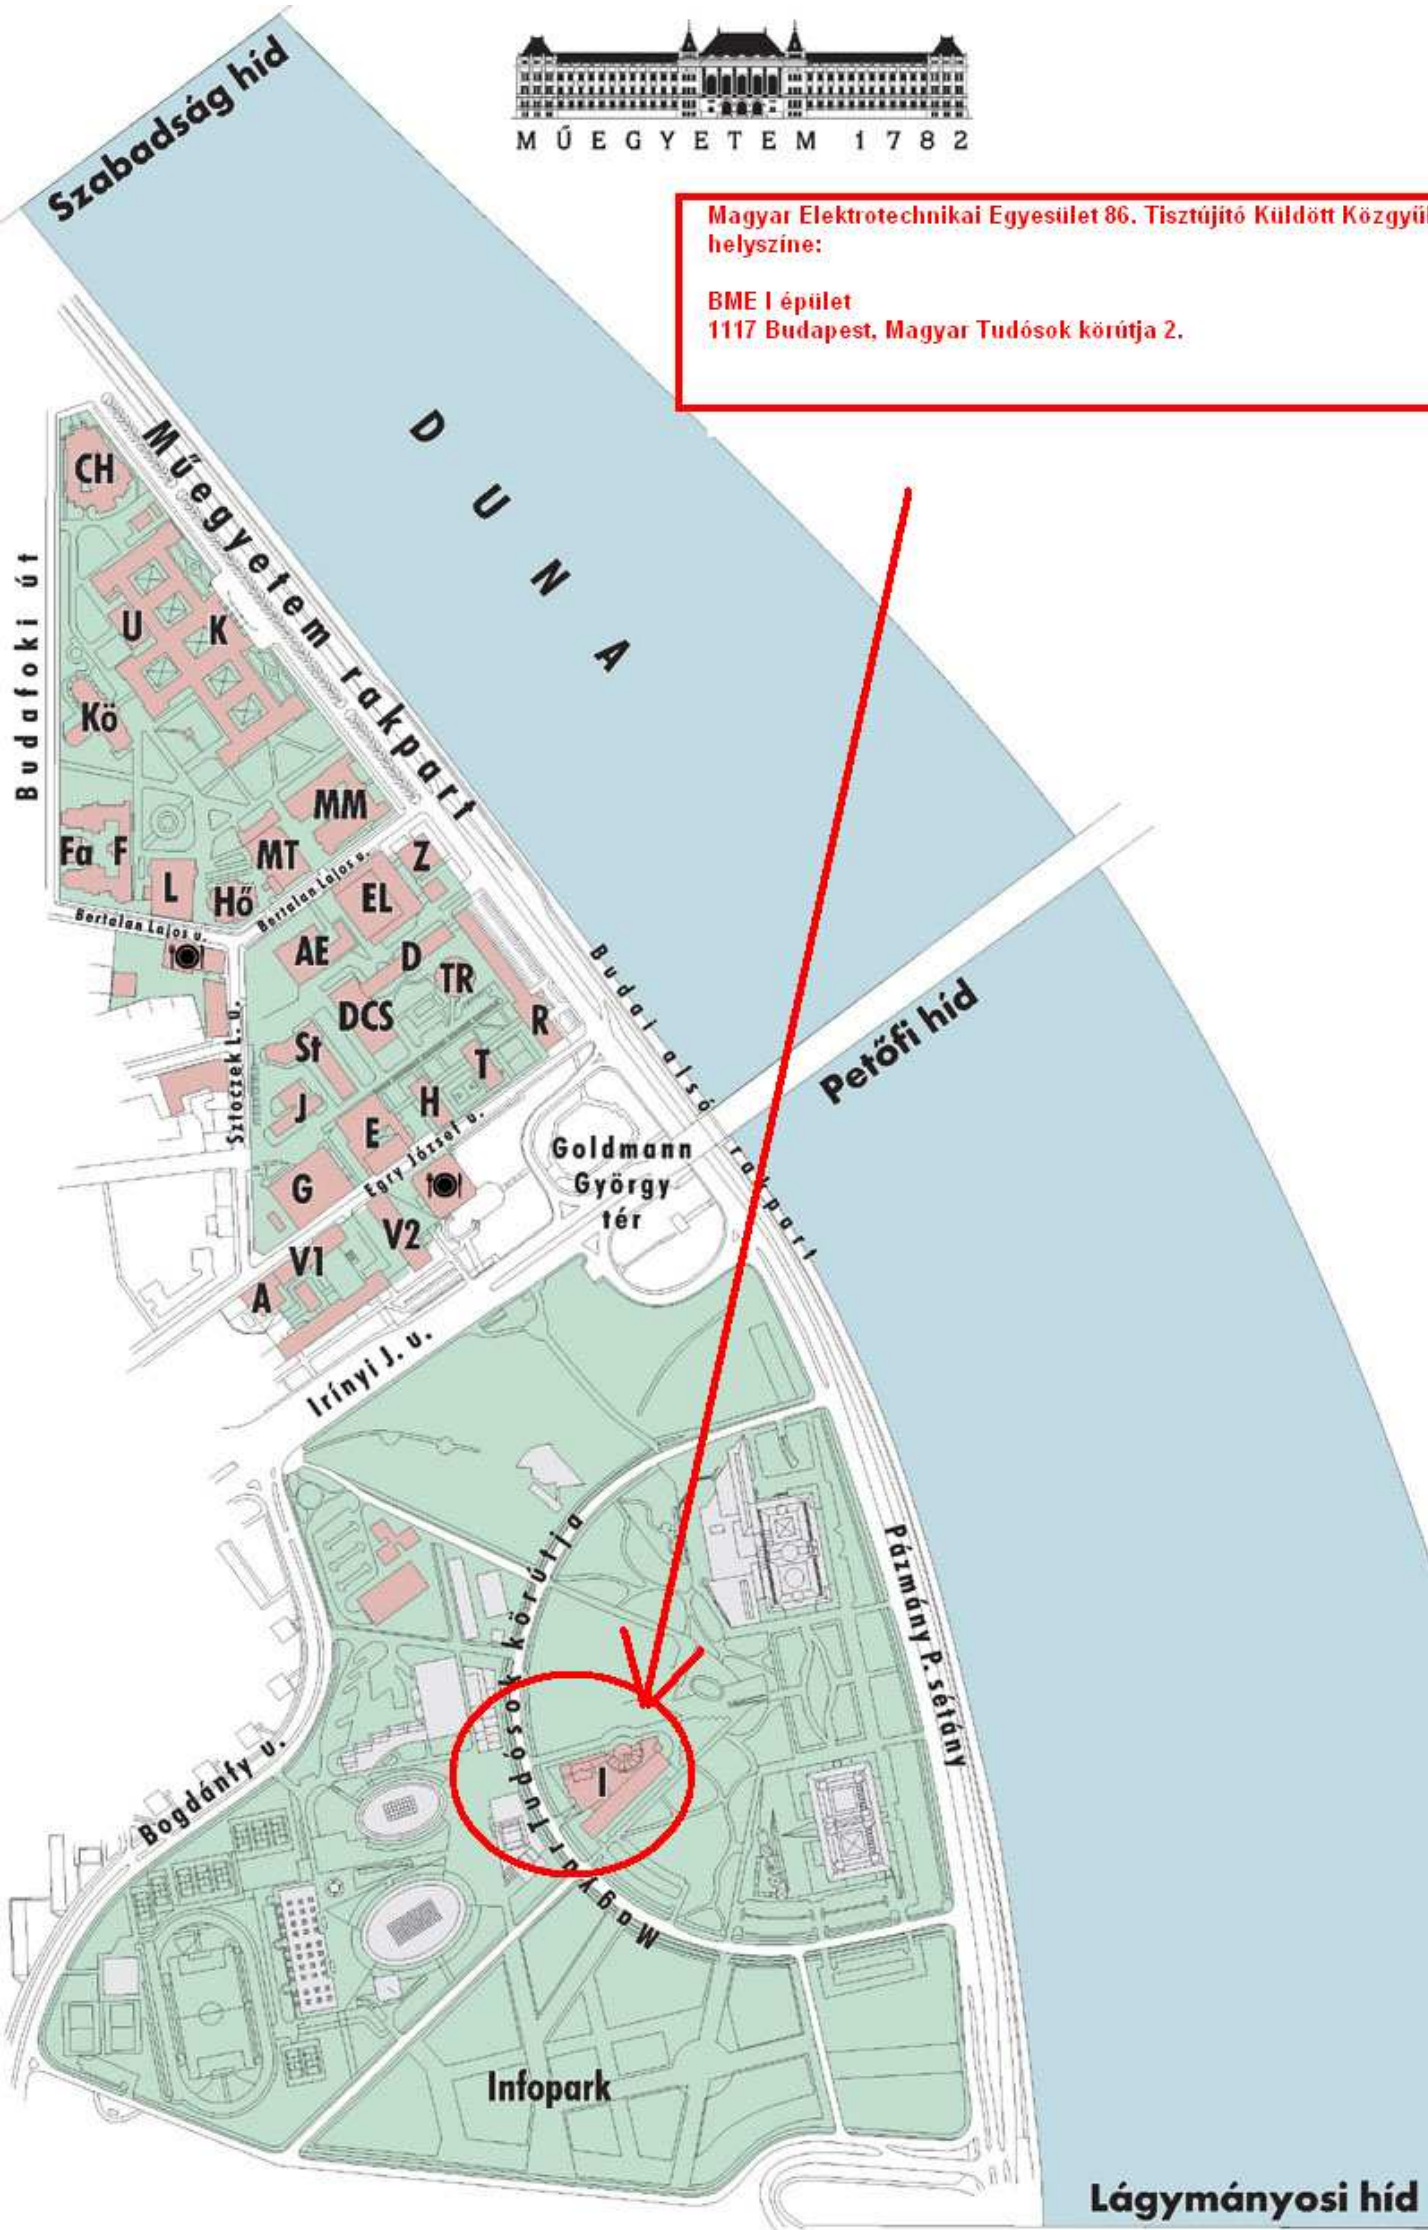 Szabadság híd
MŰEGYETEM 1782
Magyar Elektrotechnikai Egyesület 86. Tisztújító Küldött
helyszíne:
BME I épület
1117 Budapest, Magyar Tudósok körútja 2.
DUNA
Műegyetem rakpart
Budafoki út
CH
U
K
Kö
MM
Fa
F
MT
Z
L
Hő
EL
Bertalan Lajos u.
Bertalan Lajos u.
AE
D
TR
DCS
R
St
T
Sztoczek L. u.
J
H
E
Egry József u.
G
V2
V1
A
Budai alsó rakpart
Petőfi híd
Goldmann
György
tér
Irínyi J. u.
Magyar Tudósok körútja
Pázmány P. sétány
I
Bogdánfy u.
Infopark
Lágymányosi híd